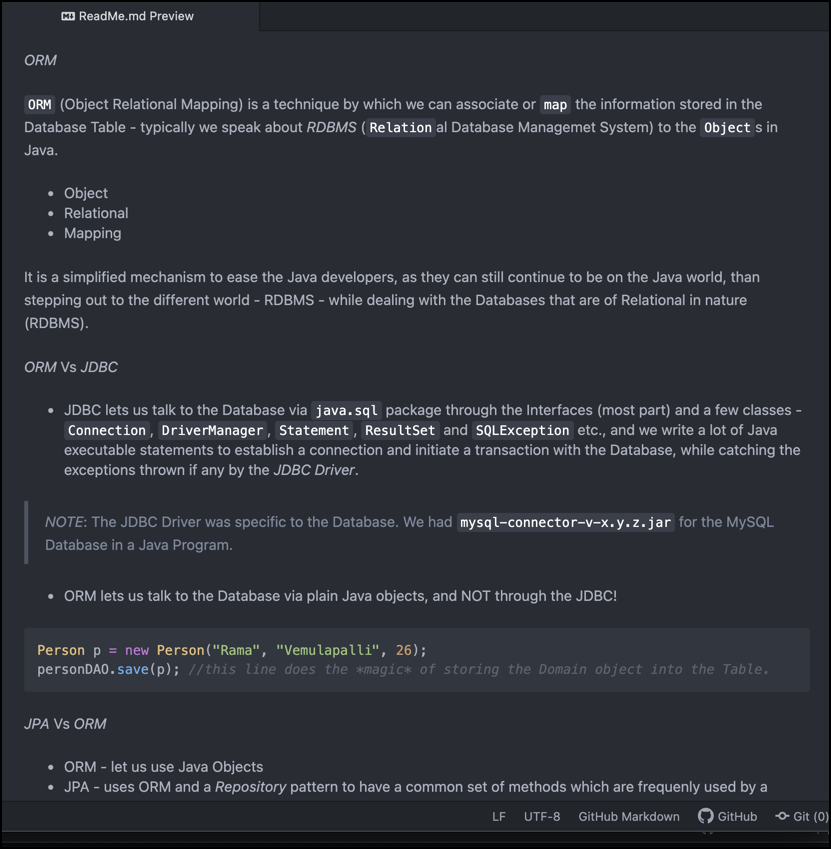 ReadMe.md Preview
ORM
ORM (Object Relational Mapping) is a technique by which we can associate or map the information stored in the
Database Table - typically we speak about RDBMS (Relational Database Managemet System) to the Objects in
Java.
• Object
• Relational
• Mapping
It is a simplified mechanism to ease the Java developers, as they can still continue to be on the Java world, than
stepping out to the different world - RDBMS - while dealing with the Databases that are of Relational in nature
(RDBMS).
ORM Vs JDBC
• JDBC lets us talk to the Database via java.sql package through the Interfaces (most part) and a few classes -
Connection, DriverManager, Statement, ResultSet and SQLException etc., and we write a lot of Java
executable statements to establish a connection and initiate a transaction with the Database, while catching the
exceptions thrown if any by the JDBC Driver.
NOTE: The JDBC Driver was specific to the Database. We had mysql-connector-v-x.y.z.jar for the MySQL
Database in a Java Program.
• ORM lets us talk to the Database via plain Java objects, and NOT through the JDBC!
Person p = new Person("Rama", "Vemulapalli", 26);
personDAO.save(p); //this line does the *magic* of storing the Domain object into the Table.
JPA Vs ORM
• ORM - let us use Java Objects
• JPA - uses ORM and a Repository pattern to have a common set of methods which are frequenly used by a
LF UTF-8 GitHub Markdown GitHub Git (0)